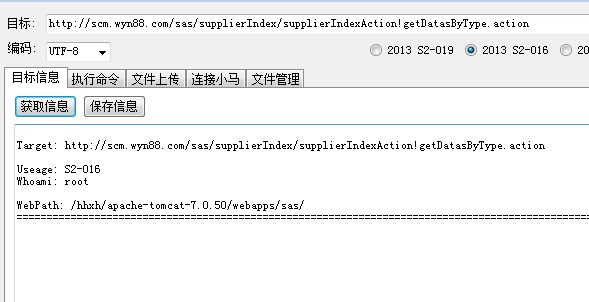 目标: http://scm.wyn88.com/sas/supplierIndex/supplierIndexAction!getDatasByType.action
编码: UTF-8 2013 S2-019 2013 S2-016 20
目标信息 执行命令 文件上传 连接小马 文件管理
获取信息 保存信息
Target: http://scm.wyn88.com/sas/supplierIndex/supplierIndexAction!getDatasByType.action
Useage: S2-016
Whoami: root
WebPath: /hhxh/apache-tomcat-7.0.50/webapps/sas/
================================================================================